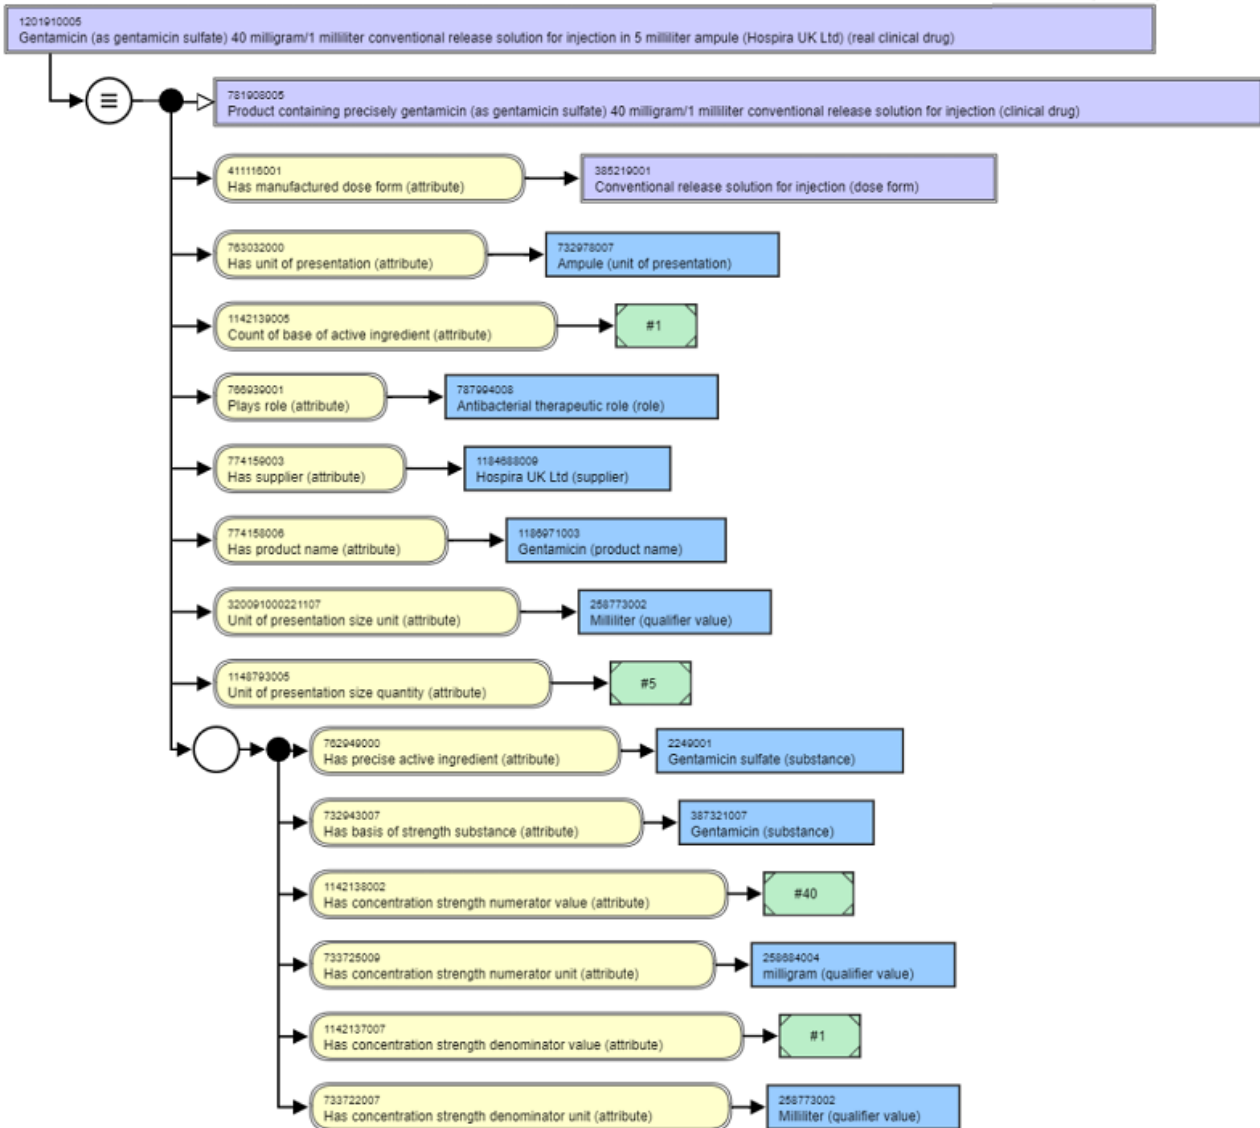 1201910005
Gentamicin (as gentamicin sulfate) 40 milligram/1 milliliter conventional release solution for injection in 5 milliliter ampule (Hospira UK Ltd) (real clinical drug)
781908005
Product containing precisely gentamicin (as gentamicin sulfate) 40 milligram/1 milliliter conventional release solution for injection (clinical drug)
411116001
Has manufactured dose form (attribute)
385219001
Conventional release solution for injection (dose form)
763032000
Has unit of presentation (attribute)
732978007
Ampule (unit of presentation)
1142139005
Count of base of active ingredient (attribute)
#1
766939001
Plays role (attribute)
787994008
Antibacterial therapeutic role (role)
774159003
Has supplier (attribute)
1184688009
Hospira UK Ltd (supplier)
774158006
Has product name (attribute)
1186971003
Gentamicin (product name)
320091000221107
Unit of presentation size unit (attribute)
258773002
Milliliter (qualifier value)
1148793005
Unit of presentation size quantity (attribute)
#5
762949000
Has precise active ingredient (attribute)
2249001
Gentamicin sulfate (substance)
732943007
Has basis of strength substance (attribute)
387321007
Gentamicin (substance)
1142138002
Has concentration strength numerator value (attribute)
#40
733725009
Has concentration strength numerator unit (attribute)
258684004
milligram (qualifier value)
1142137007
Has concentration strength denominator value (attribute)
#1
733722007
Has concentration strength denominator unit (attribute)
258773002
Milliliter (qualifier value)